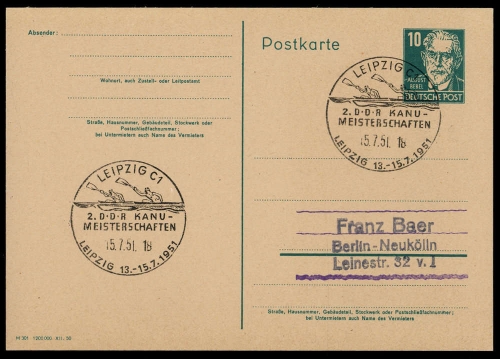 Absender:
Wohnort, auch Zustell- oder Leitpostamt
Straße, Hausnummer, Gebäudeteil, Stockwerk oder
Postschließfachnummer;
bei Untermietern auch Name des Vermieters
LEIPZIG C1
2. D·D·R KANU-
MEISTERSCHAFTEN
15.7.51. 18
LEIPZIG 13.-15.7.1951
M 301
Postkarte
10
AUGUST
BEBEL
DEUTSCHE POST
LEIPZIG C1
2. D·D·R KANU-
MEISTERSCHAFTEN
15.7.51. 18
LEIPZIG 13.-15.7.1951
Franz Baer
Berlin-Neukölln
Leinestr. 32 v. I
Straße, Hausnummer, Gebäudeteil, Stockwerk oder Postschließfachnummer;
bei Untermietern auch Name des Vermieters